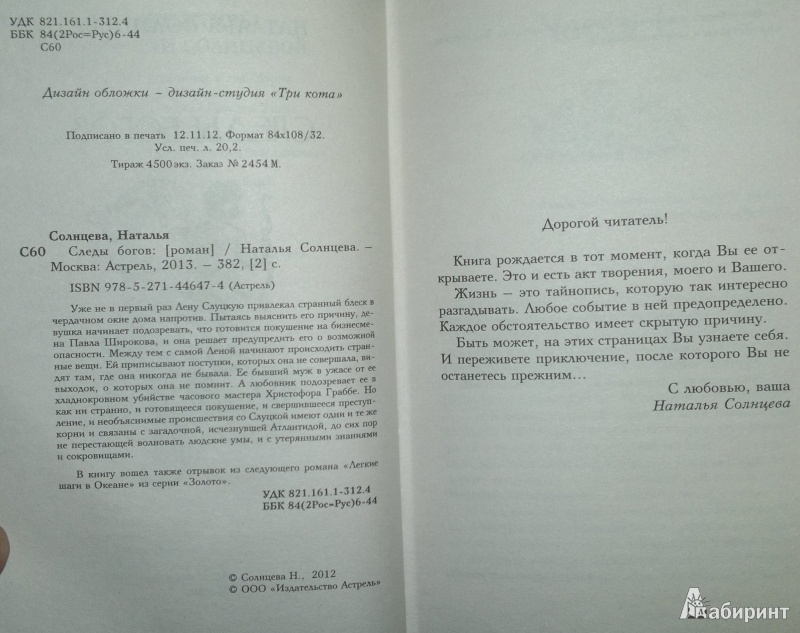 УДК 821.161.1-312.4
ББК 84(2Рос=Рус)6-44
С60
Дизайн обложки – дизайн-студия «Три кота»
Подписано в печать 12.11.12. Формат 84х108/32.
Усл. печ. л. 20,2.
Тираж 4500экз. Заказ № 2454 М.
Солнцева, Наталья
С60 Следы богов: [роман] / Наталья Солнцева. –
Москва: Астрель, 2013. – 382, [2] с.
ISBN 978-5-271-44647-4 (Астрель)
Уже не в первый раз Лену Слуцкую привлекал странный блеск в
чердачном окне дома напротив. Пытаясь выяснить его причину, де-
вушка начинает подозревать, что готовится покушение на бизнесме-
на Павла Широкова, и она решает предупредить его о возможной
опасности. Между тем с самой Леной начинают происходить стран-
ные вещи. Ей приписывают поступки, которых она не совершала, ви-
дят там, где она никогда не бывала. Ее бывший муж в ужасе от ее
выходок, о которых она не помнит. А любовник подозревает ее в
хладнокровном убийстве часового мастера Христофора Граббе. Но
как ни странно, и готовящееся покушение, и свершившееся преступ-
ление, и необъяснимые происшествия со Слуцкой имеют одни и те же
корни и связаны с загадочной, исчезнувшей Атлантидой, до сих пор
не перестающей волновать людские умы, и с утерянными знаниями
и сокровищами.
В книгу вошел также отрывок из следующего романа «Легкие
шаги в Океане» из серии «Золото».
УДК 821.161.1-312.4
ББК 84(2Рос=Рус)6-44
© Солнцева Н., 2012
© ООО «Издательство Астрель»
Дорогой читатель!
Книга рождается в тот момент, когда Вы ее от-
крываете. Это и есть акт творения, моего и Вашего.
Жизнь – это тайнопись, которую так интересно
разгадывать. Любое событие в ней предопределено.
Каждое обстоятельство имеет скрытую причину.
Быть может, на этих страницах Вы узнаете себя.
И переживете приключение, после которого Вы не
останетесь прежним...
С любовью, ваша
Наталья Солнцева
Лабиринт